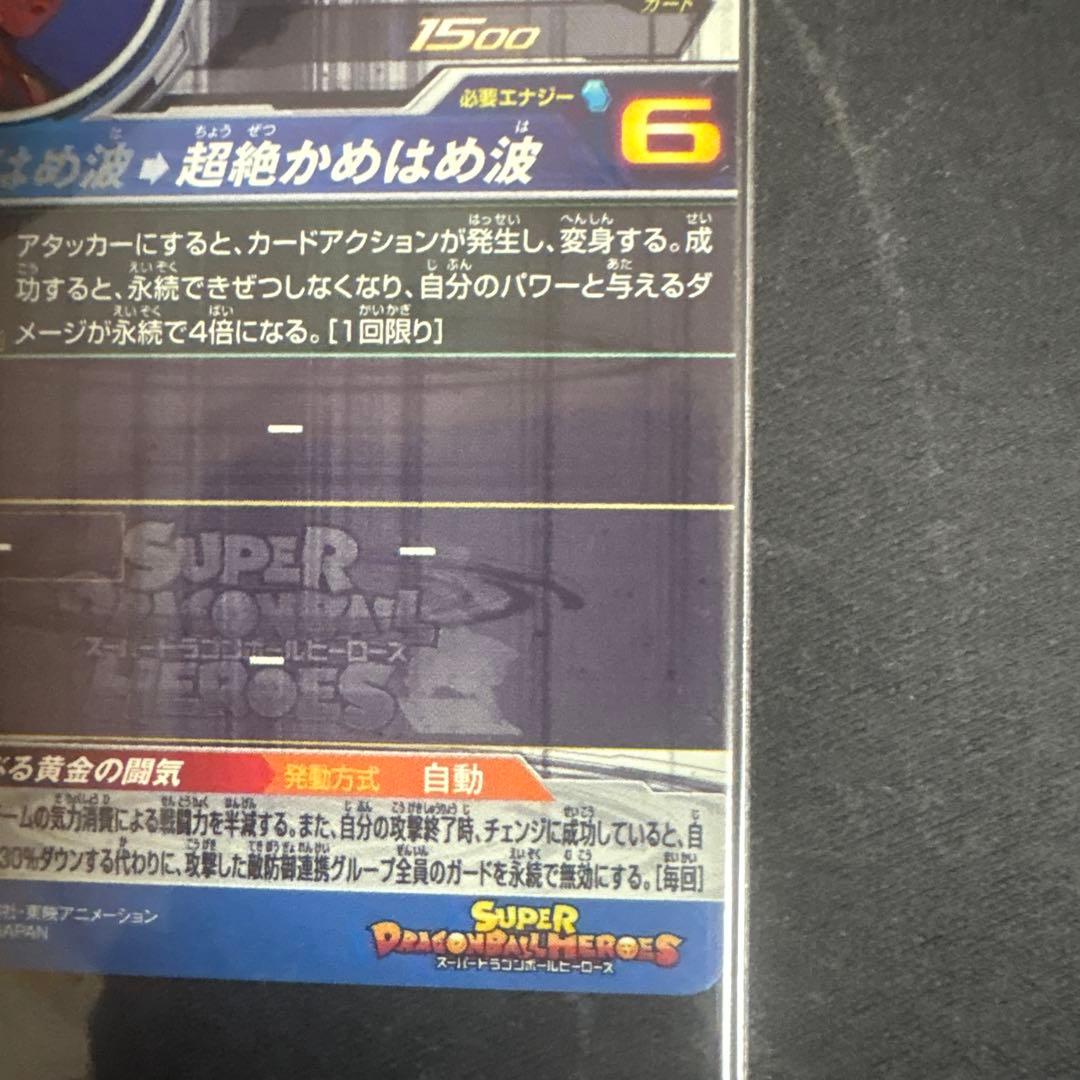 カード
1500
必要エナジー 6
はめ波➡超絶かめはめ波
アタッカーにすると、カードアクションが発生し、変身する。成
功すると、永続できぜつしなくなり、自分のパワーと与えるダ
メージが永続で4倍になる。[1回限り]
ー
ー ー
SUPER
DRAGONBALL
スーパードラゴンボールヒーローズ
HEROES
ー
る黄金の闘気 発動方式 自動
ームの気力消費による戦闘力を半減する。また、自分の攻撃終了時、チェンジに成功していると、自
30%ダウンする代わりに、攻撃した敵防御連携グループ全員のガードを永続で無効にする。[毎回]
社・東映アニメーション
JAPAN
SUPER
DRAGONBALL HEROES
スーパードラゴンボールヒーローズ